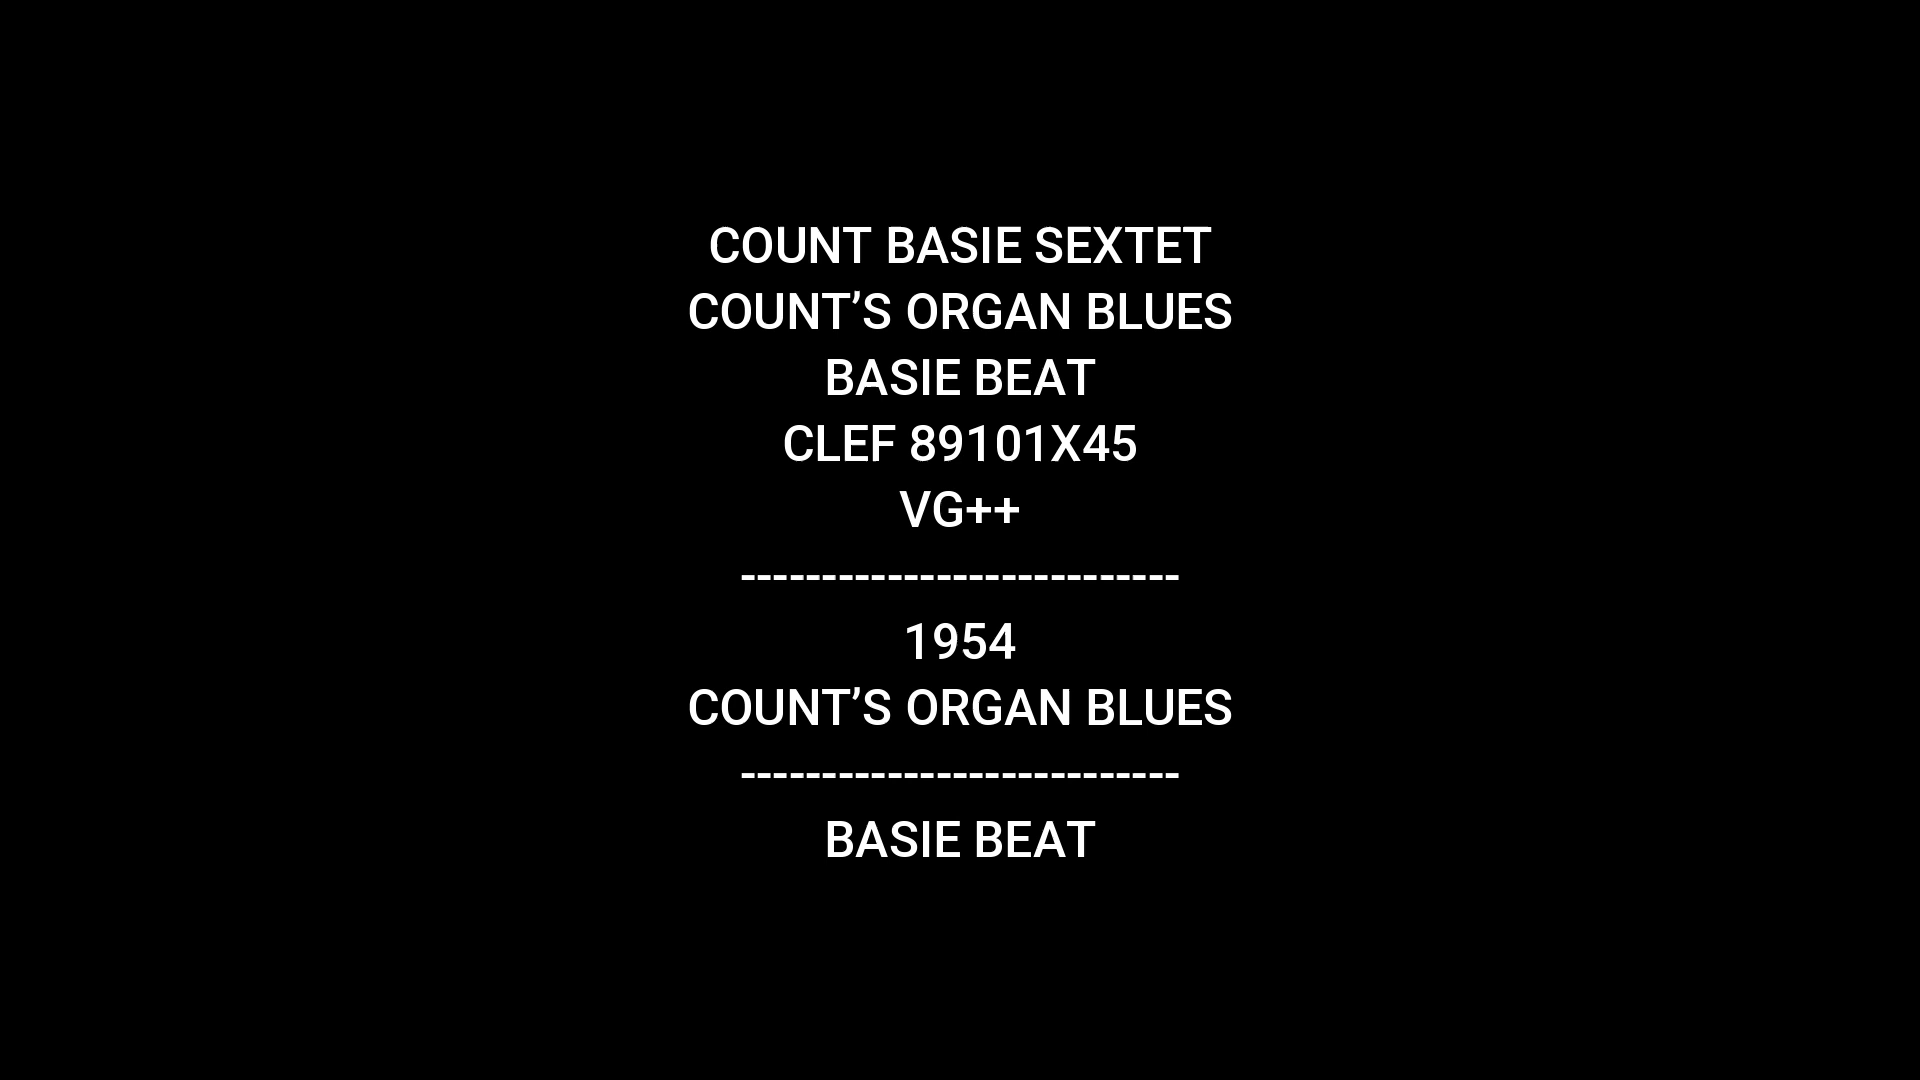 COUNT BASIE SEXTET
COUNT’S ORGAN BLUES
BASIE BEAT
CLEF 89101X45
VG++
---------------------------
1954
COUNT’S ORGAN BLUES
---------------------------
BASIE BEAT